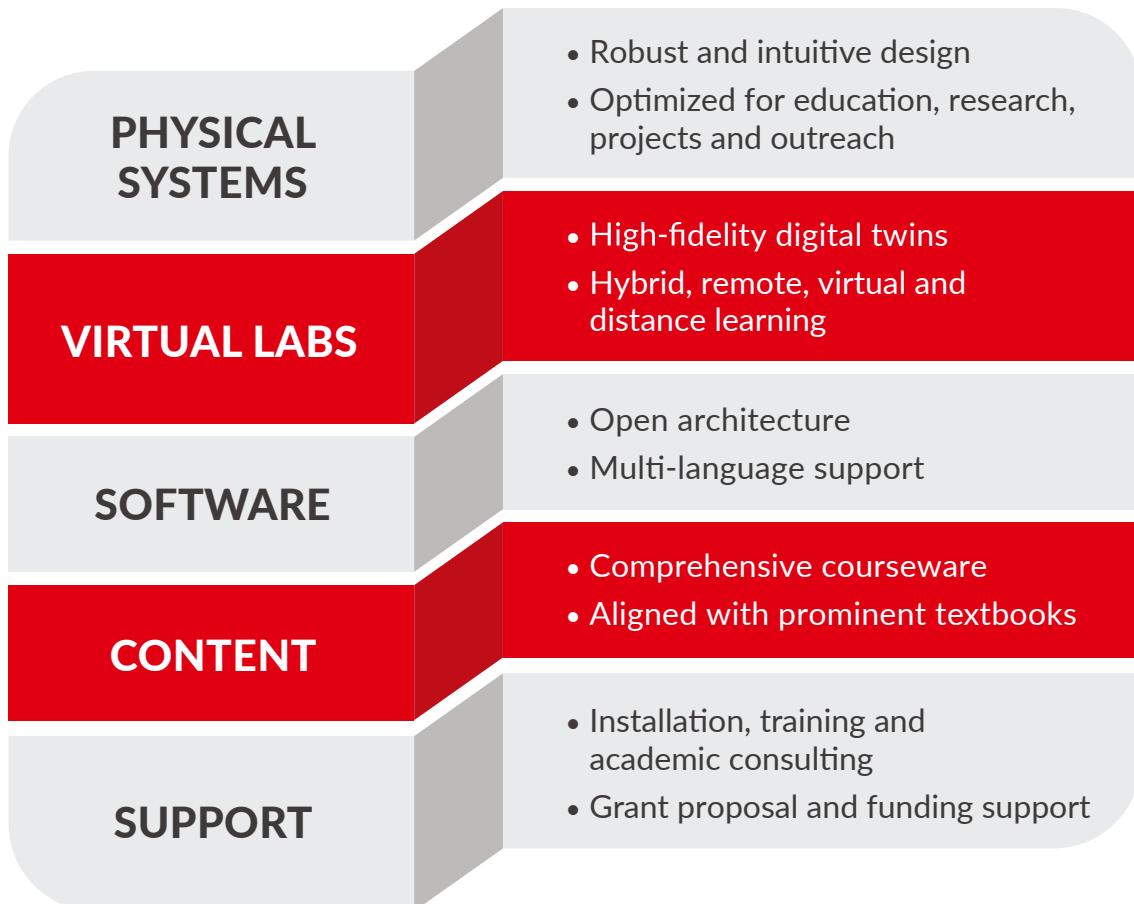 PHYSICAL
SYSTEMS
• Robust and intuitive design
• Optimized for education, research,
projects and outreach
VIRTUAL LABS
• High-fidelity digital twins
• Hybrid, remote, virtual and
distance learning
SOFTWARE
• Open architecture
• Multi-language support
CONTENT
• Comprehensive courseware
• Aligned with prominent textbooks
SUPPORT
• Installation, training and
academic consulting
• Grant proposal and funding support